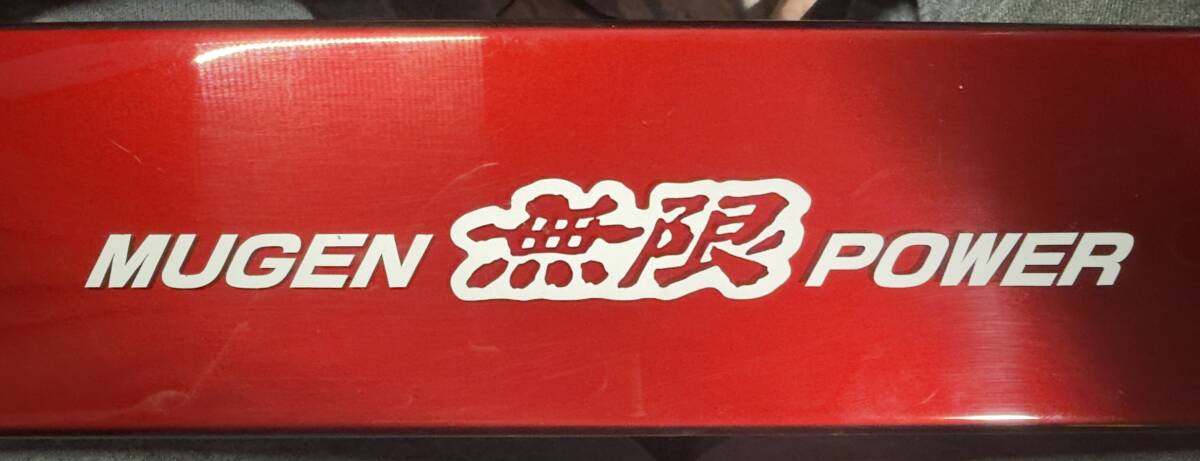 MUGEN 無限 POWER